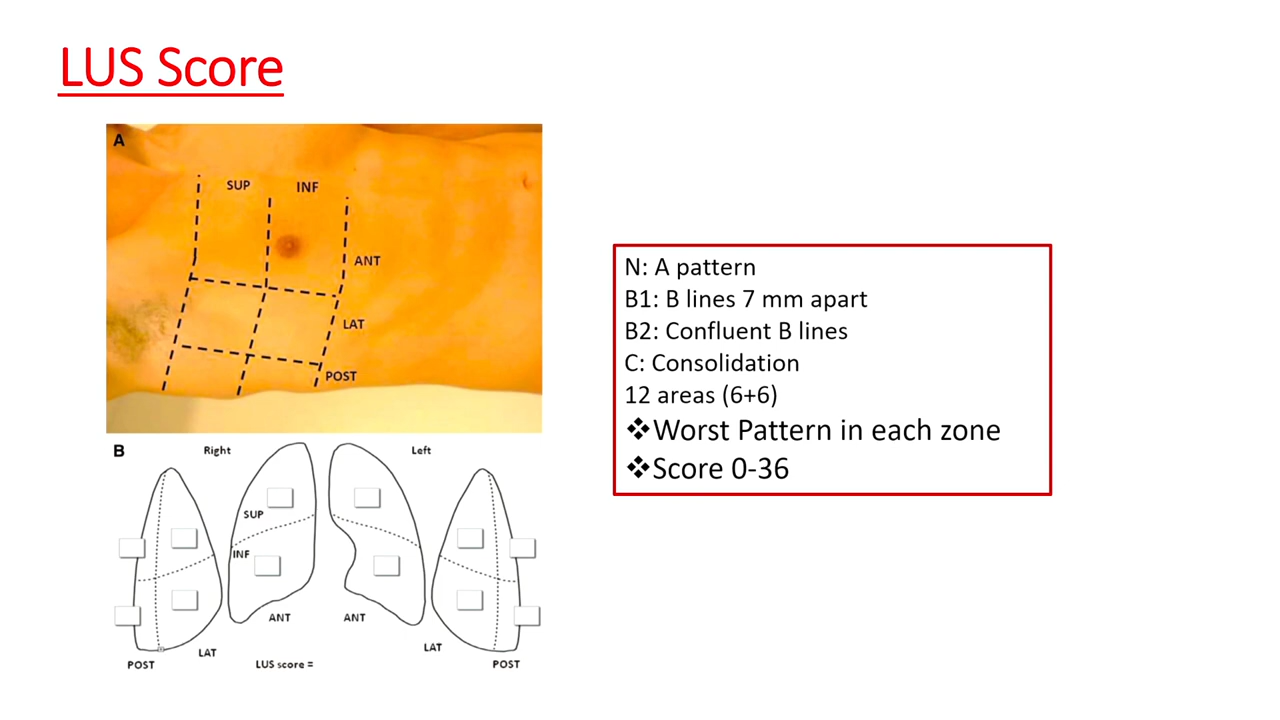 LUS Score
A
SUP INF
ANT
LAT
POST
N: A pattern
B1: B lines 7 mm apart
B2: Confluent B lines
C: Consolidation
12 areas (6+6)
❖Worst Pattern in each zone
❖Score 0-36
B
Right Left
SUP
INF
ANT ANT
LAT LAT
POST LUS score = POST